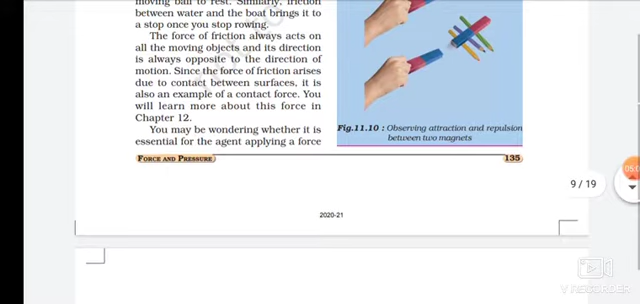 moving ball to rest. Similarly, friction
between water and the boat brings it to
a stop once you stop rowing.
The force of friction always acts on
all the moving objects and its direction
is always opposite to the direction of
motion. Since the force of friction arises
due to contact between surfaces, it is
also an example of a contact force. You
will learn more about this force in
Chapter 12.
You may be wondering whether it is
essential for the agent applying a force
Fig.11.10 : Observing attraction and repulsion
between two magnets
FORCE AND PRESSURE
135
2020-21
9 / 19
V RECORDER